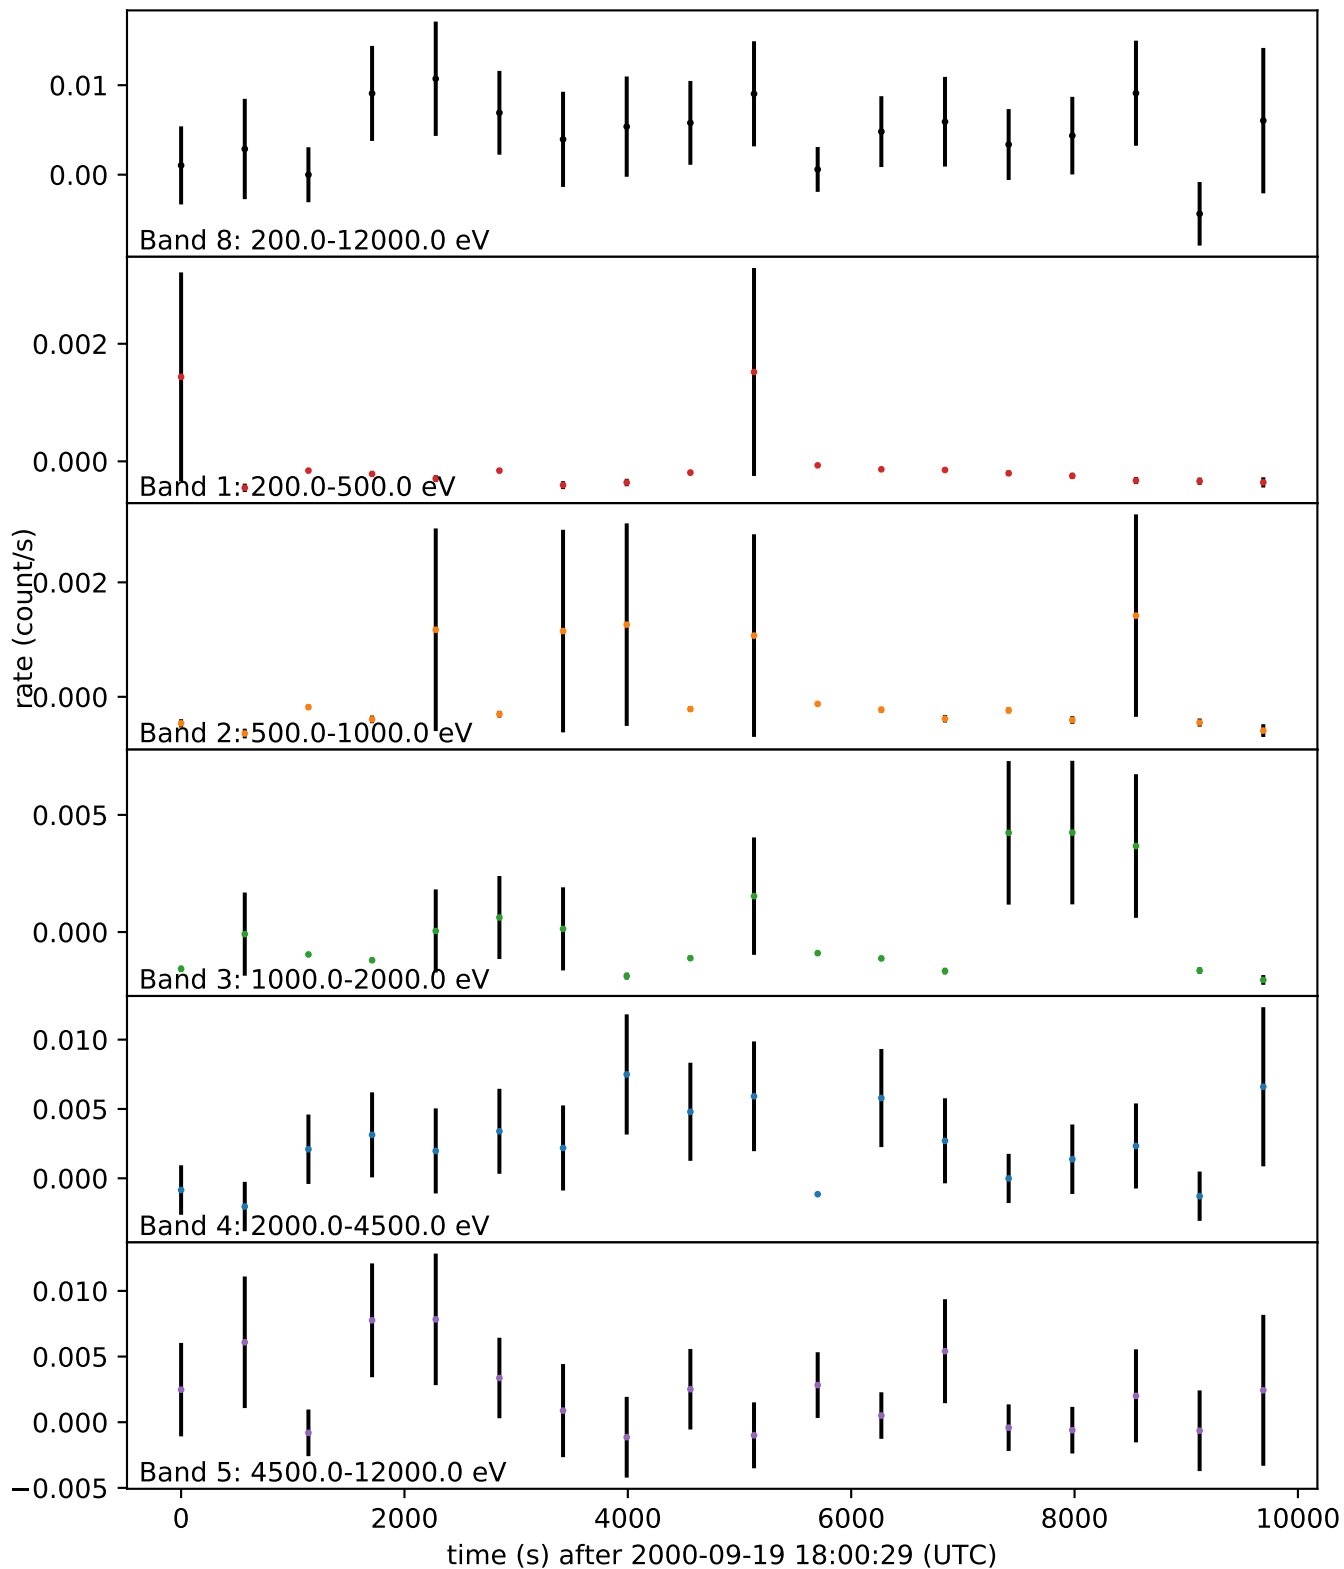 0.01
0.00
Band 8: 200.0-12000.0 eV
0.002
0.000
Band 1: 200.0-500.0 eV
rate (count/s)
0.002
0.000
Band 2: 500.0-1000.0 eV
0.005
0.000
Band 3: 1000.0-2000.0 eV
0.010
0.005
0.000
Band 4: 2000.0-4500.0 eV
0.010
0.005
0.000
−0.005
Band 5: 4500.0-12000.0 eV
0 2000 4000 6000 8000 10000
time (s) after 2000-09-19 18:00:29 (UTC)